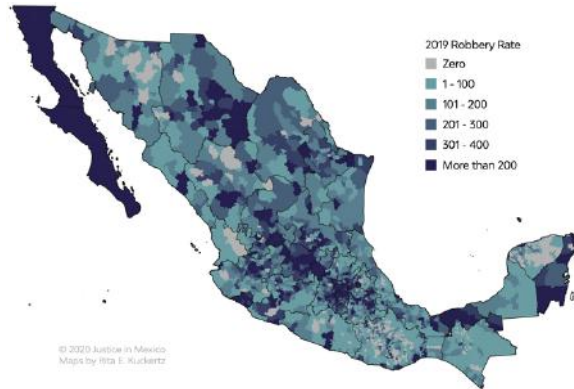 2019 Robbery Rate
Zero
1 - 100
101 - 200
201 - 300
301 - 400
More than 200
© 2020 Justice in Mexico
Maps by Rita E. Kuckertz